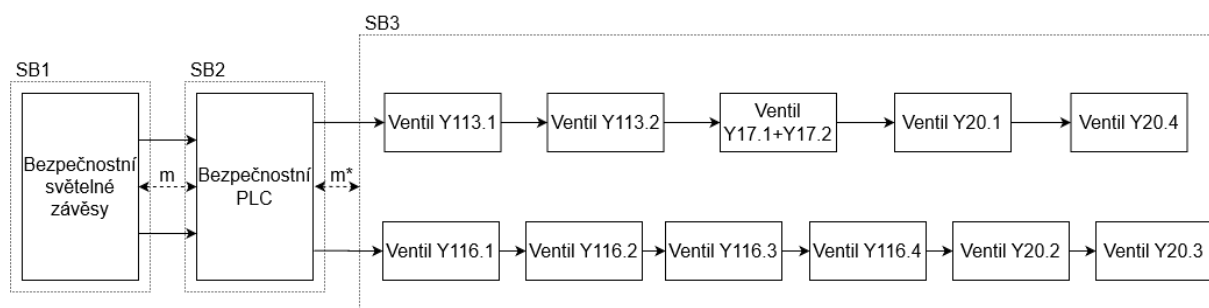 SB3
SB1
SB2
Bezpečnostní
světelné
závěsy
m
Bezpečnostní
PLC
m*
Ventil Y113.1
Ventil Y113.2
Ventil
Y17.1+Y17.2
Ventil Y20.1
Ventil Y20.4
Ventil Y116.1
Ventil Y116.2
Ventil Y116.3
Ventil Y116.4
Ventil Y20.2
Ventil Y20.3